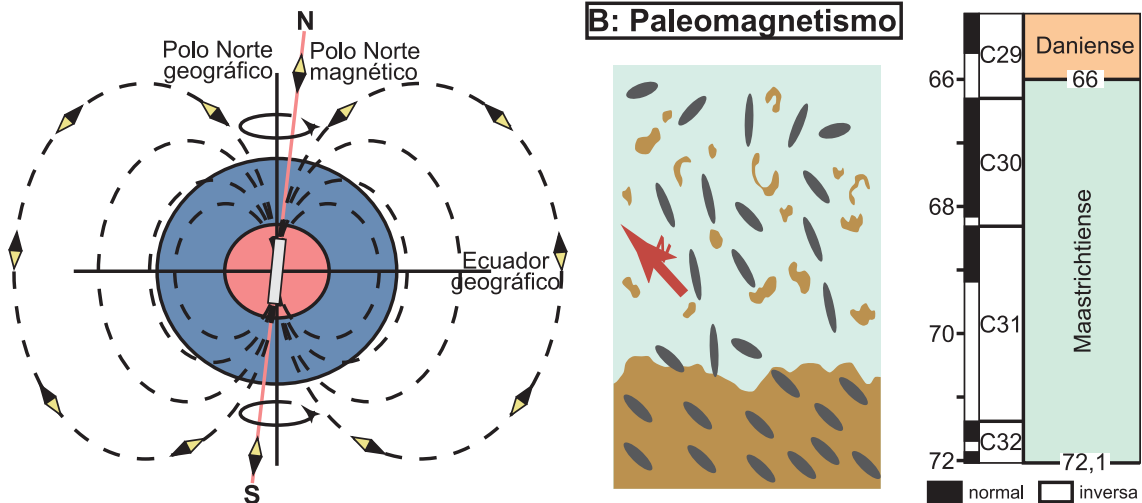 B: Paleomagnetismo
N
Polo Norte
geográfico
Polo Norte
magnético
Ecuador
geográfico
S
C29
Daniense
66
66
C30
68
C31
Maastrichtiense
70
C32
72
72,1
normal
inversa